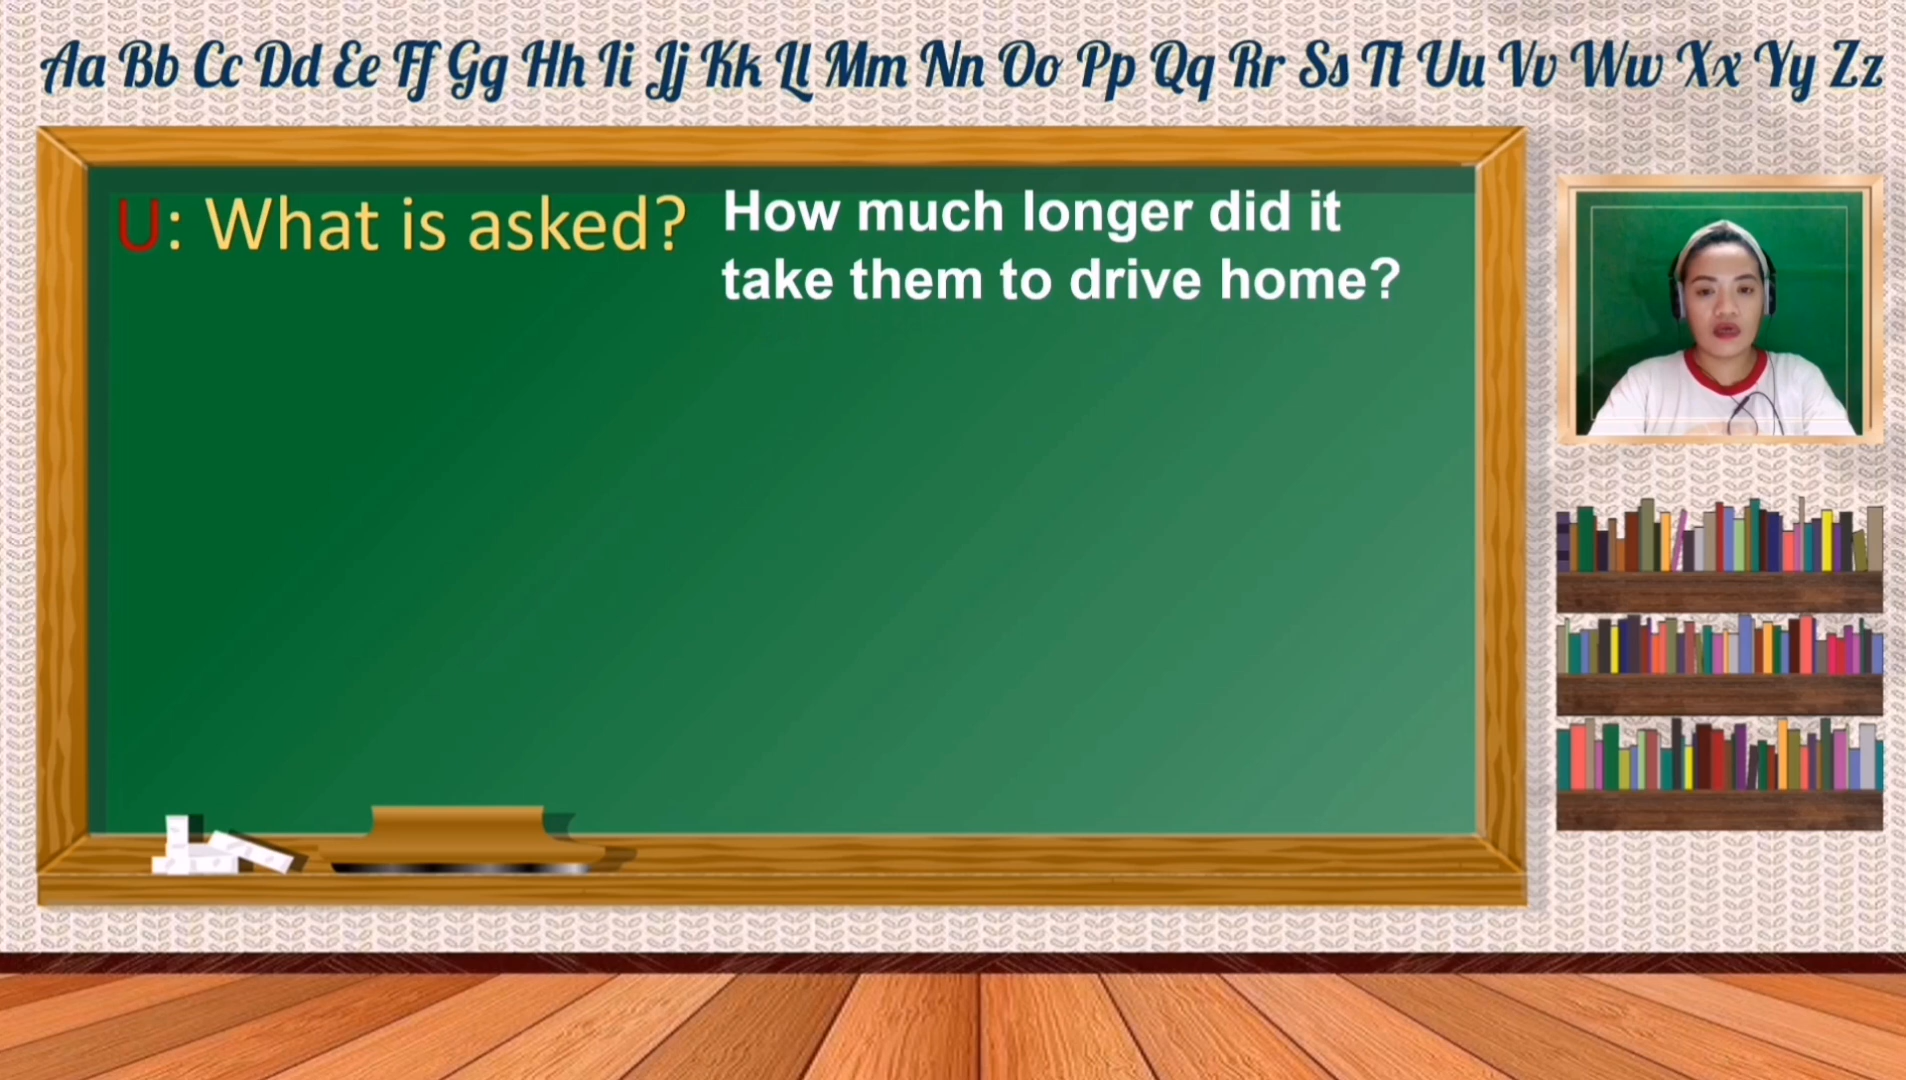 Aa Bb Cc Dd Ee Ff Gg Hh Ii Jj Kk Ll Mm Nn Oo Pp Qq Rr Ss Tt Uu Vv Ww Xx Yy Zz
U: What is asked?
How much longer did it
take them to drive home?